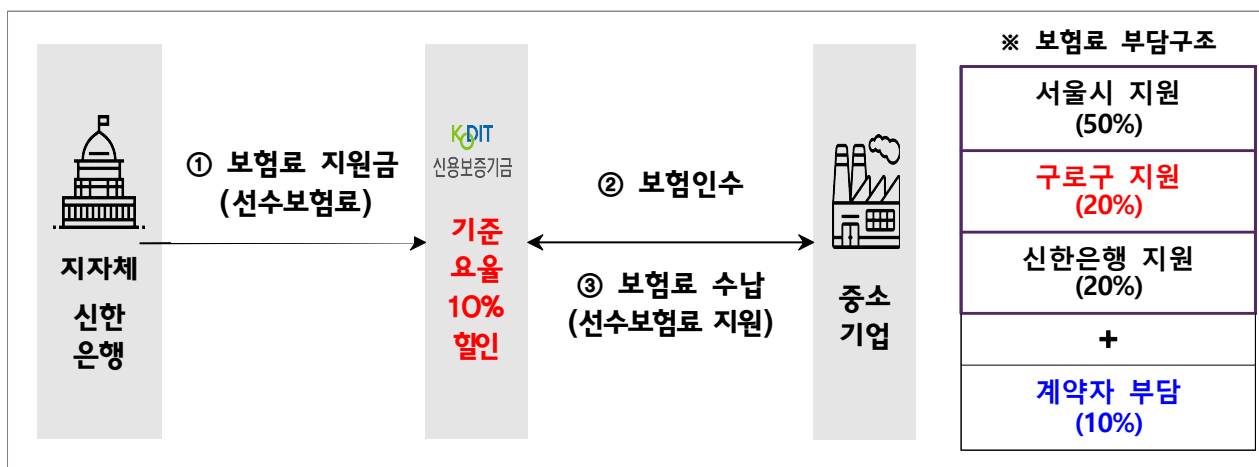 ※ 보험료 부담구조
① 보험료 지원금
(선수보험료)
지자체
신한
은행
KODIT
신용보증기금
기준
요율
10%
할인
② 보험인수
③ 보험료 수납
(선수보험료 지원)
중소
기업
서울시 지원
(50%)
구로구 지원
(20%)
신한은행 지원
(20%)
+
계약자 부담
(10%)